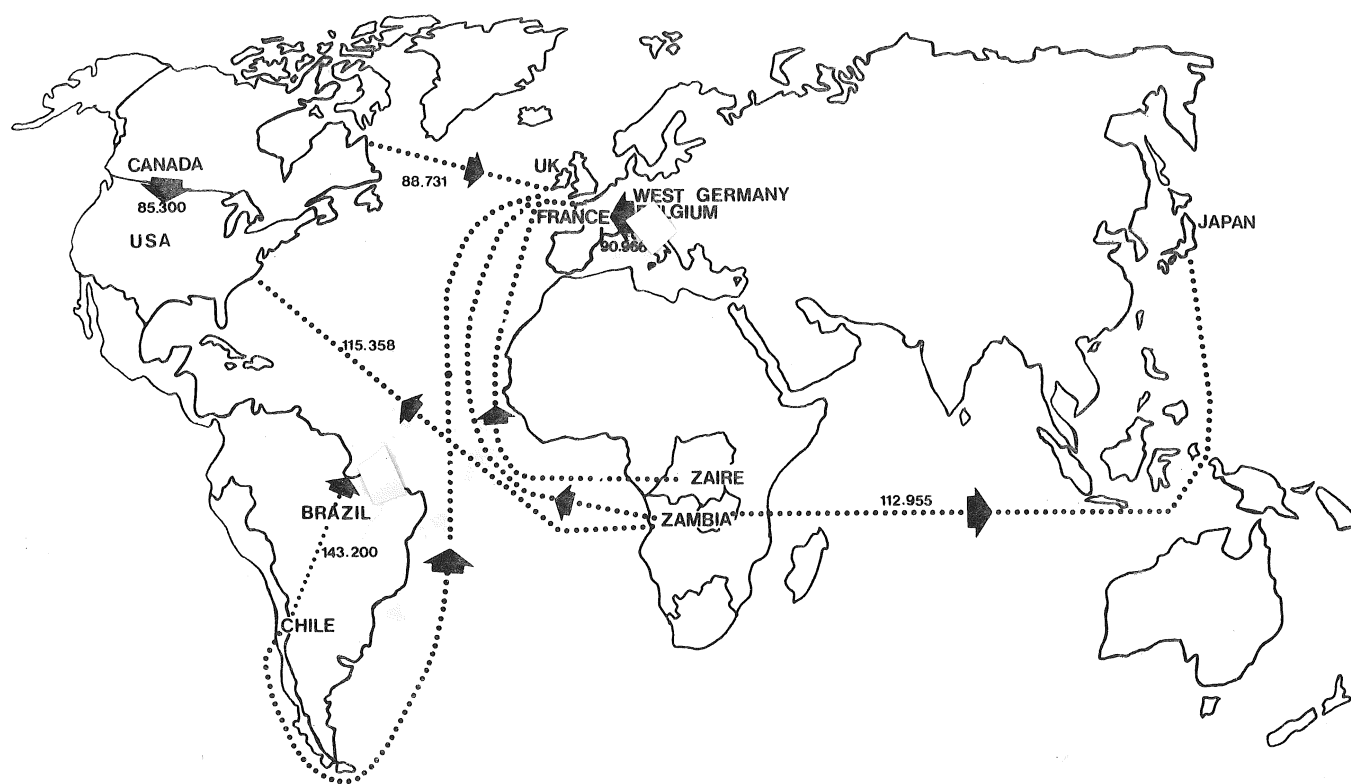 CANADA
UK
88.731
WEST GERMANY
85.300
FRANCE
USA
JAPAN
115.358
ZAIRE
112.955
BRAZIL
ZAMBIA
143.200
CHILE